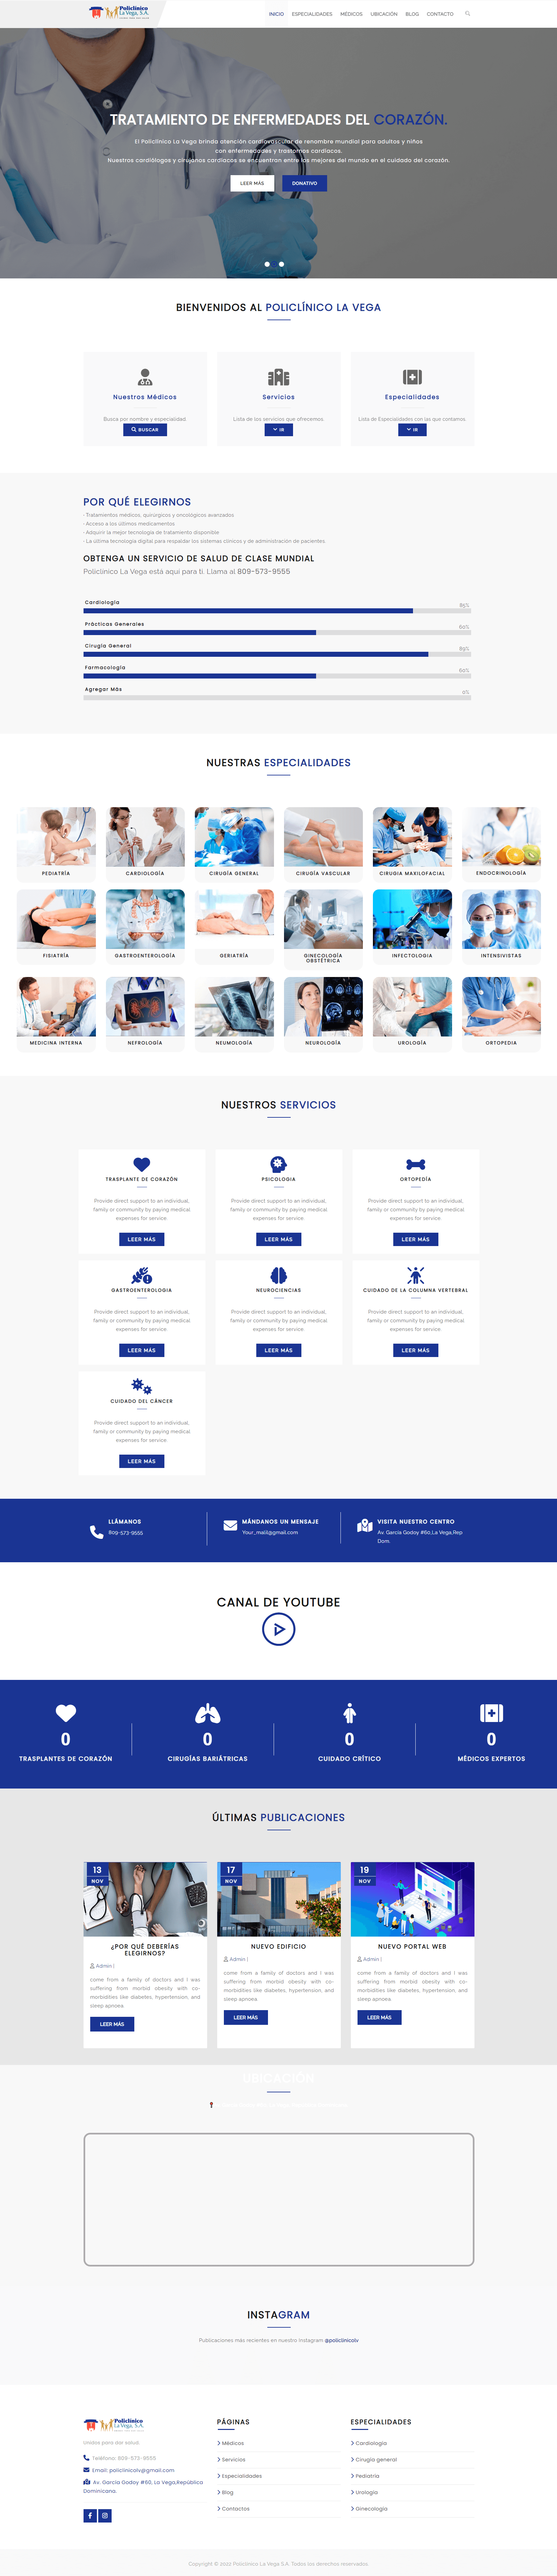 Policlínico
La Vega, S.A.
INICIO ESPECIALIDADES MÉDICOS UBICACIÓN BLOG CONTACTO
TRATAMIENTO DE ENFERMEDADES DEL CORAZÓN.
El Policlínico La Vega brinda atención cardiovascular de renombre mundial para adultos y niños
con enfermedades y trastornos cardíacos.
Nuestros cardiólogos y cirujanos cardíacos se encuentran entre los mejores del mundo en el cuidado del corazón.
LEER MÁS DONATIVO
BIENVENIDOS AL POLICLÍNICO LA VEGA
Nuestros Médicos
Busca por nombre y especialidad.
BUSCAR
Servicios
Lista de los servicios que ofrecemos.
IR
Especialidades
Lista de Especialidades con las que contamos
IR
POR QUÉ ELEGIRNOS
- Tratamientos médicos, quirúrgicos y oncológicos avanzados.
- Acceso a los últimos medicamentos
- Adquirir la mejor tecnología de tratamiento disponible
- La última tecnología digital para respaldar los sistemas clínicos y de administración de pacientes.
OBTENGA UN SERVICIO DE SALUD DE CLASE MUNDIAL
Policlínico La Vega está aquí para ti. Llama al 809-573-9555
Cardiología 85%
Prácticas Generales 60%
Cirugía General 89%
Farmacología 60%
Agregar Más 0%
NUESTRAS ESPECIALIDADES
PEDIATRÍA CARDIOLOGÍA CIRUGÍA GENERAL CIRUGÍA VASCULAR CIRUGIA MAXILOFACIAL ENDOCRINOLOGÍA
FISIATRÍA GASTROENTEROLOGÍA GERIATRÍA GINECOLOGÍA OBSTÉTRICA INFECTOLOGIA INTENSIVISTAS
MEDICINA INTERNA NEFROLOGÍA NEUMOLOGÍA NEUROLOGÍA UROLOGÍA ORTOPEDIA
NUESTROS SERVICIOS
TRASPLANTE DE CORAZÓN
Provide direct support to an individual,
family or community by paying medical
expenses for service.
LEER MÁS
PSICOLOGIA
Provide direct support to an individual,
family or community by paying medical
expenses for service.
LEER MÁS
ORTOPEDÍA
Provide direct support to an individual,
family or community by paying medical
expenses for service.
LEER MÁS
GASTROENTEROLOGIA
Provide direct support to an individual,
family or community by paying medical
expenses for service.
LEER MÁS
NEUROCIENCIAS
Provide direct support to an individual,
family or community by paying medical
expenses for service.
LEER MÁS
CUIDADO DE LA COLUMNA VERTEBRAL
Provide direct support to an individual,
family or community by paying medical
expenses for service.
LEER MÁS
CUIDADO DEL CÁNCER
Provide direct support to an individual,
family or community by paying medical
expenses for service.
LEER MÁS
LLÁMANOS
809-573-9555
MÁNDANOS UN MENSAJE
Your_mail@gmail.com
VISITA NUESTRO CENTRO
Av. García Godoy #60,La Vega,Rep
Dom.
CANAL DE YOUTUBE
0 0 0 0
TRASPLANTES DE CORAZÓN CIRUGÍAS BARIÁTRICAS CUIDADO CRÍTICO MÉDICOS EXPERTOS
ÚLTIMAS PUBLICACIONES
13
NOV
¿POR QUÉ DEBERÍAS
ELEGIRNOS?
Admin |
come from a family of doctors and I was
suffering from morbid obesity with co-
morbidities like diabetes, hypertension, and
sleep apnoea.
LEER MÁS
17
NOV
NUEVO EDIFICIO
Admin |
come from a family of doctors and I was
suffering from morbid obesity with co-
morbidities like diabetes, hypertension, and
sleep apnoea.
LEER MÁS
19
NOV
NUEVO PORTAL WEB
Admin |
come from a family of doctors and I was
suffering from morbid obesity with co-
morbidities like diabetes, hypertension, and
sleep apnoea.
LEER MÁS
UBICACIÓN
INSTAGRAM
Publicaciones más recientes en nuestro Instagram @policlinicolv
Policlínico
La Vega, S.A.
Unidos para dar salud.
Teléfono: 809-573-9555
Email: policlinicolv@gmail.com
Av. García Godoy #60, La Vega,República
Dominicana.
PÁGINAS
Médicos
Servicios
Especialidades
Blog
Contactos
ESPECIALIDADES
Cardiología
Cirugía general
Pediatría
Urología
Ginecología
Copyright © 2022 Policlínico La Vega S.A. Todos los derechos reservados